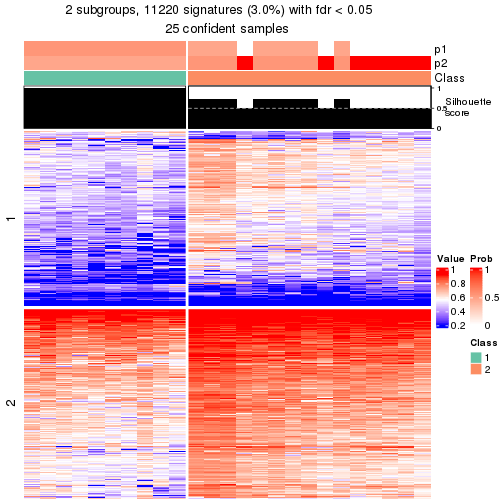 2 subgroups, 11220 signatures (3.0%) with fdr < 0.05
25 confident samples
p1
p2
Class
1
0.5
0
Silhouette
score
1
2
Value
1
0.8
0.6
0.4
0.2
Prob
1
0.5
0
Class
1
2